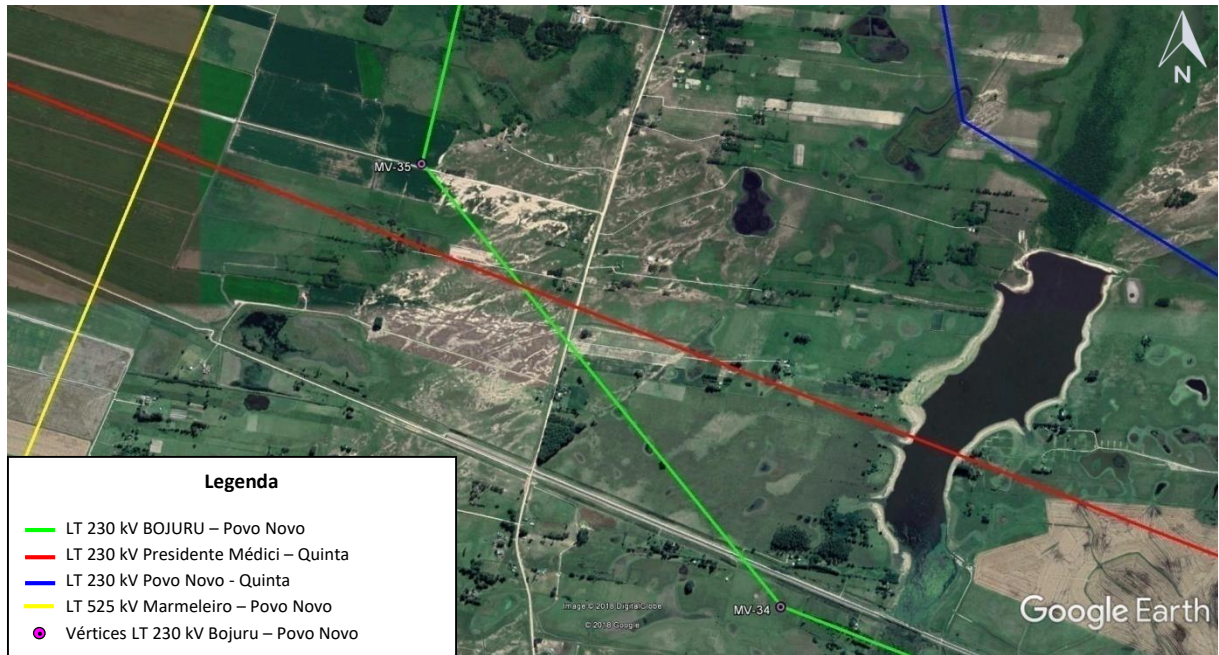 N
MV-35
MV-34
Image © 2018 DigitalGlobe
© 2018 Google
Google Earth
Legenda
LT 230 kV BOJURU – Povo Novo
LT 230 kV Presidente Médici – Quinta
LT 230 kV Povo Novo - Quinta
LT 525 kV Marmeleiro – Povo Novo
Vértices LT 230 kV Bojuru – Povo Novo